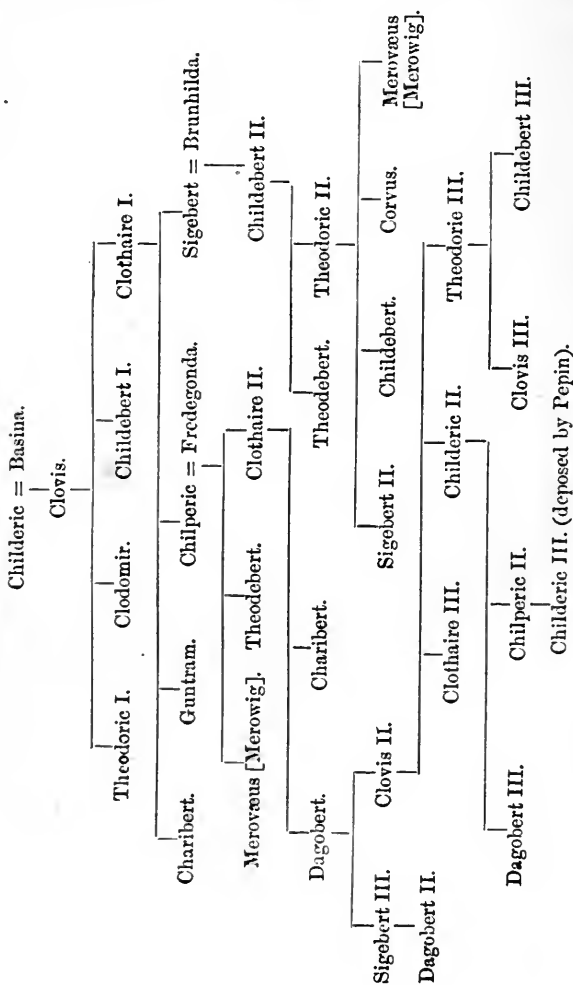 Childeric = Basina.
Clovis.
Theodoric I. Clodomir. Childebert I. Clothaire I.
Charibert. Guntram. Chilperic = Fredegonda. Sigebert = Brunhilda.
Merovæus [Merowig]. Theodebert. Clothaire II. Childebert II.
Dagobert. Charibert. Theodebert. Theodoric II.
Sigebert II. Childebert. Corvus. Merovæus
[Merowig].
Sigebert III. Clovis II.
Dagobert II. Clothaire III. Childeric II. Theodoric III.
Dagobert III. Chilperic II. Clovis III. Childebert III.
Childeric III. (deposed by Pepin).